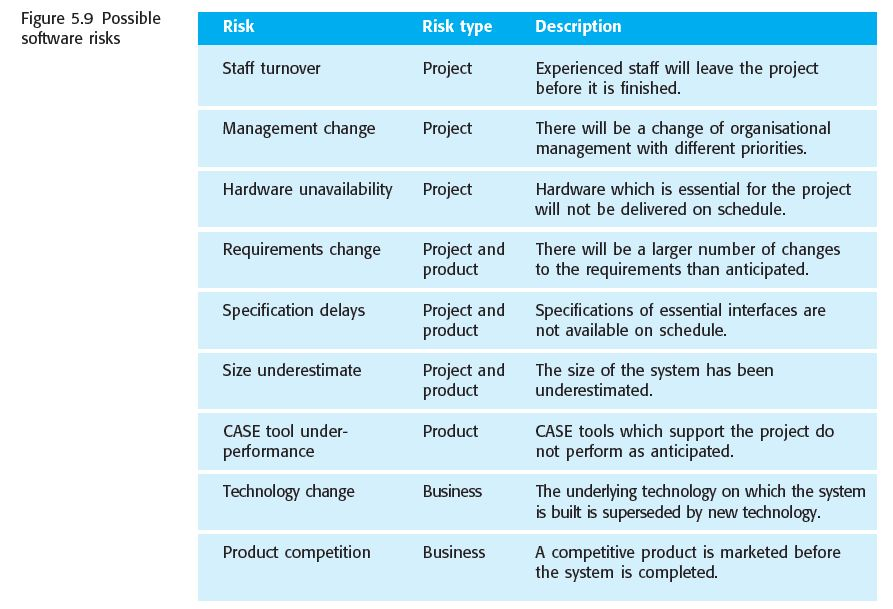 Figure 5.9 Possible
software risks
Risk Risk type Description
Staff turnover Project Experienced staff will leave the project
before it is finished.
Management change Project There will be a change of organisational
management with different priorities.
Hardware unavailability Project Hardware which is essential for the project
will not be delivered on schedule.
Requirements change Project and There will be a larger number of changes
product to the requirements than anticipated.
Specification delays Project and Specifications of essential interfaces are
product not available on schedule.
Size underestimate Project and The size of the system has been
product underestimated.
CASE tool under- Product CASE tools which support the project do
performance not perform as anticipated.
Technology change Business The underlying technology on which the system
is built is superseded by new technology.
Product competition Business A competitive product is marketed before
the system is completed.